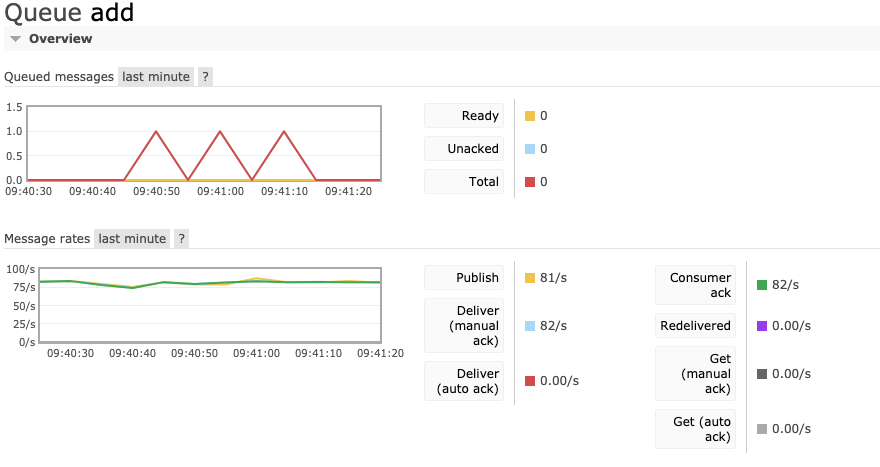 Queue add
Overview
Queued messages last minute ?
1.5
1.0
0.5
0.0
09:40:30 09:40:40 09:40:50 09:41:00 09:41:10 09:41:20
Ready 0
Unacked 0
Total 0
Message rates last minute ?
100/s
75/s
50/s
25/s
0/s
09:40:30 09:40:40 09:40:50 09:41:00 09:41:10 09:41:20
Publish 81/s
Deliver
(manual 82/s
ack)
Deliver
(auto ack) 0.00/s
Consumer
ack 82/s
Redelivered 0.00/s
Get
(manual 0.00/s
ack)
Get (auto
ack) 0.00/s